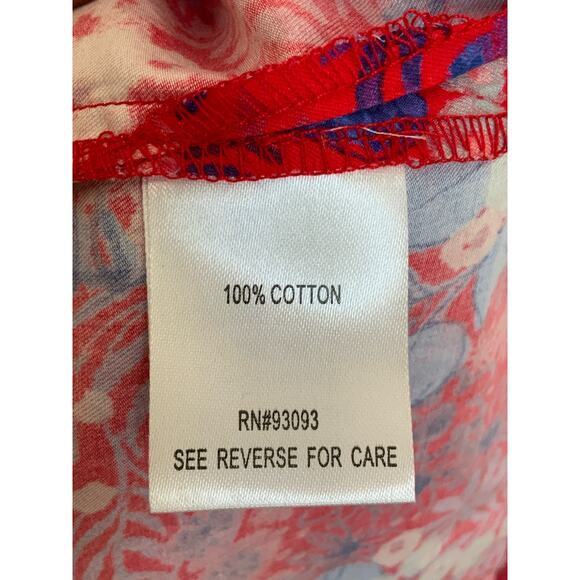 100% COTTON
RN#93093
SEE REVERSE FOR CARE